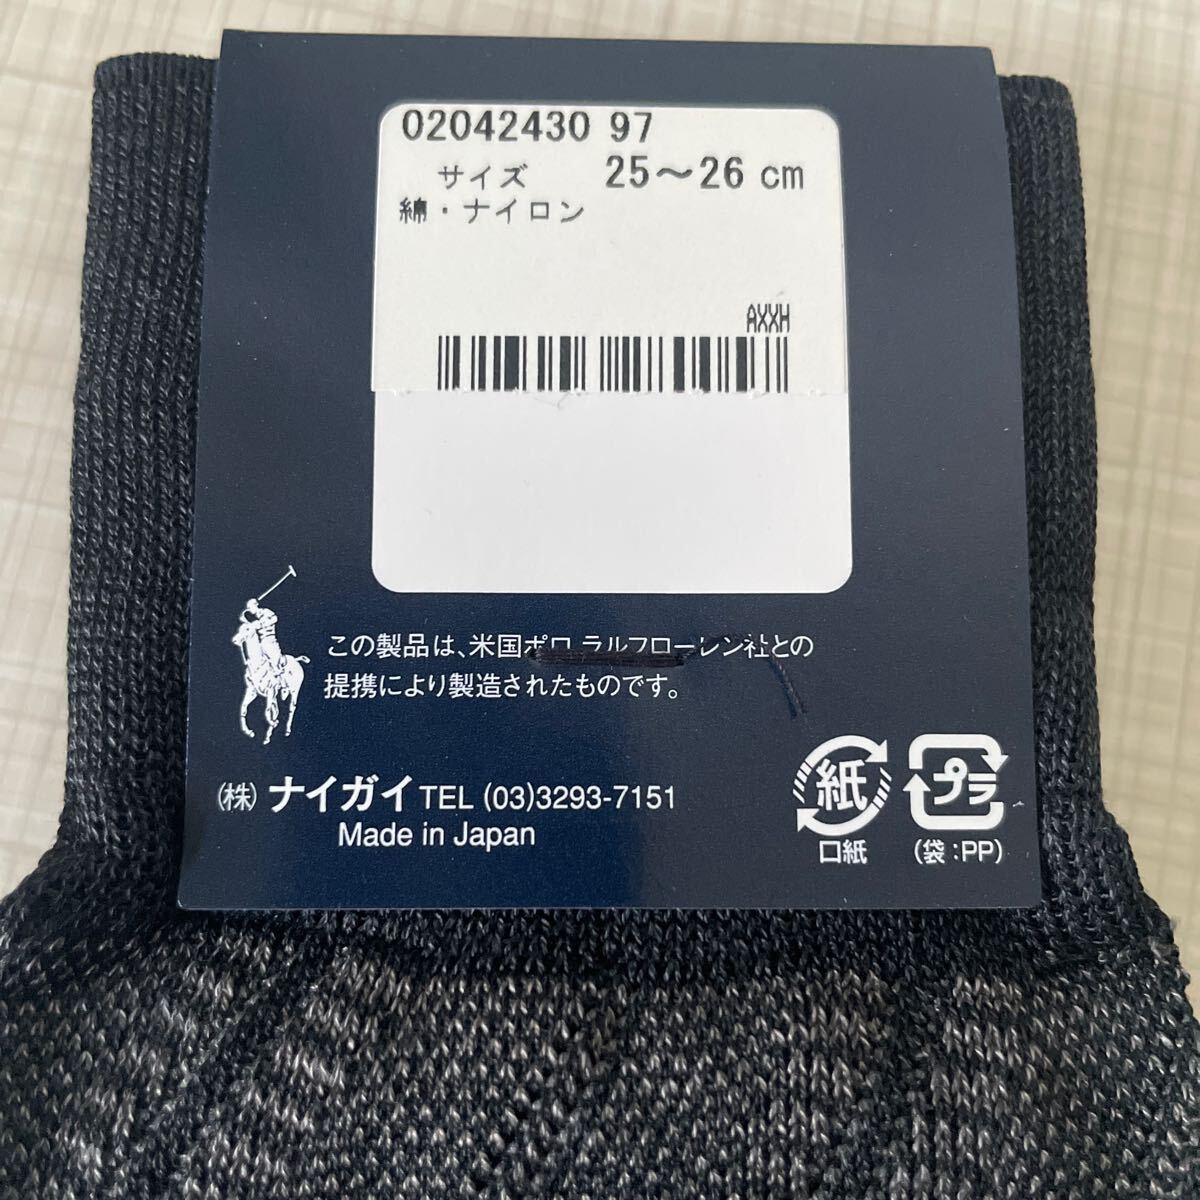 02042430 97
サイズ 25～26 cm
綿・ナイロン
AXXH
この製品は、米国ポロ ラルフローレン社との
提携により製造されたものです。
(株) ナイガイ TEL (03)3293-7151
Made in Japan
紙
口紙
プラ
(袋:PP)